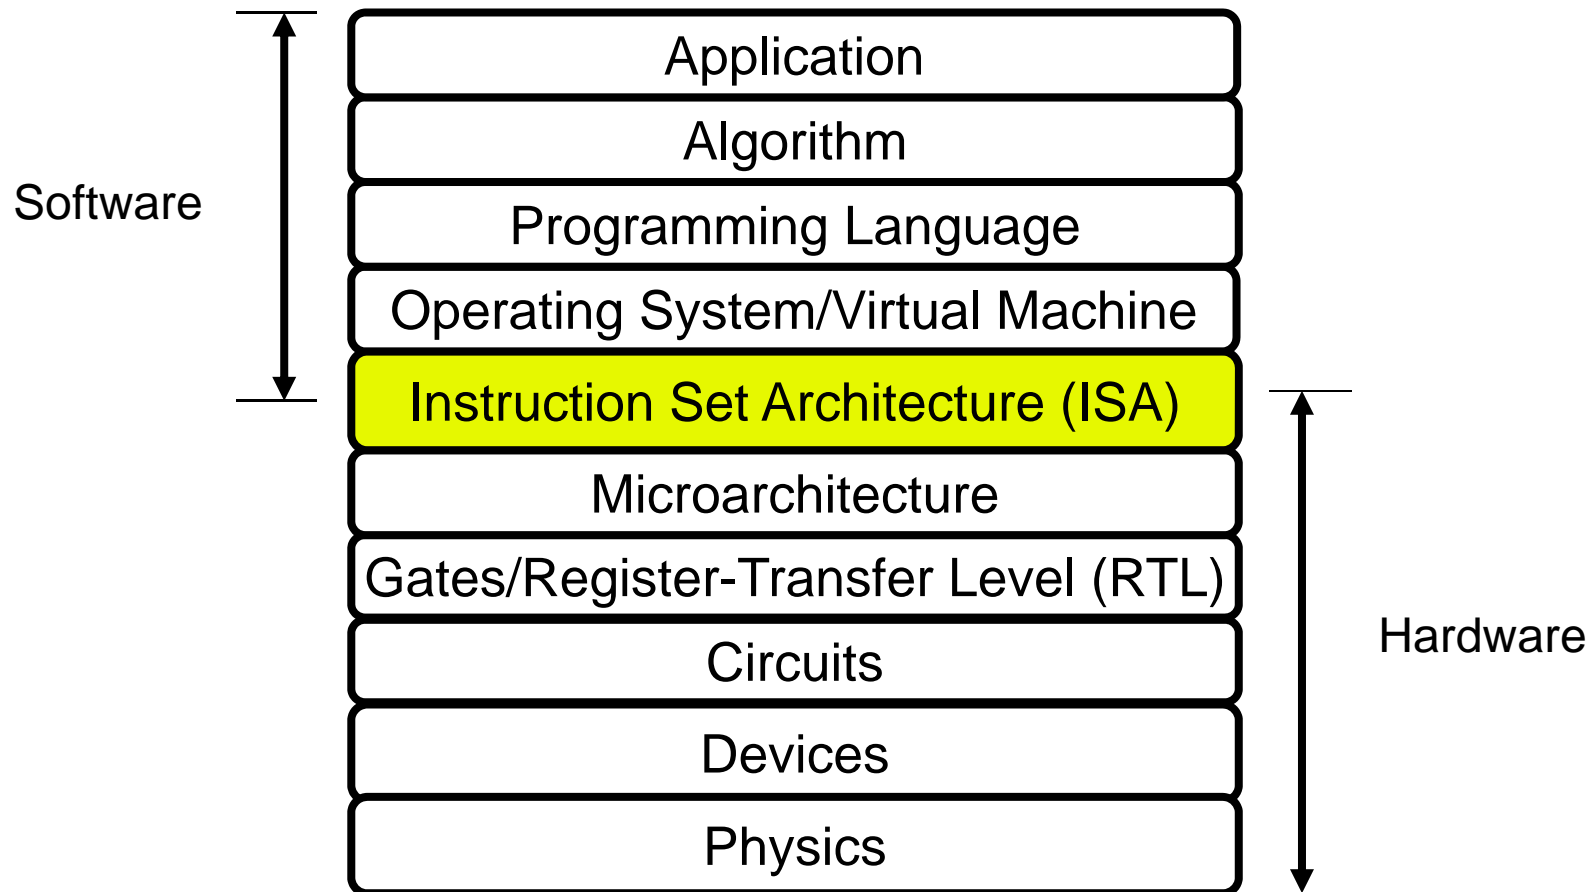 Application
Algorithm
Software
Programming Language
Operating System/Virtual Machine
Instruction Set Architecture (ISA)
Microarchitecture
Gates/Register-Transfer Level (RTL)
Hardware
Circuits
Devices
Physics